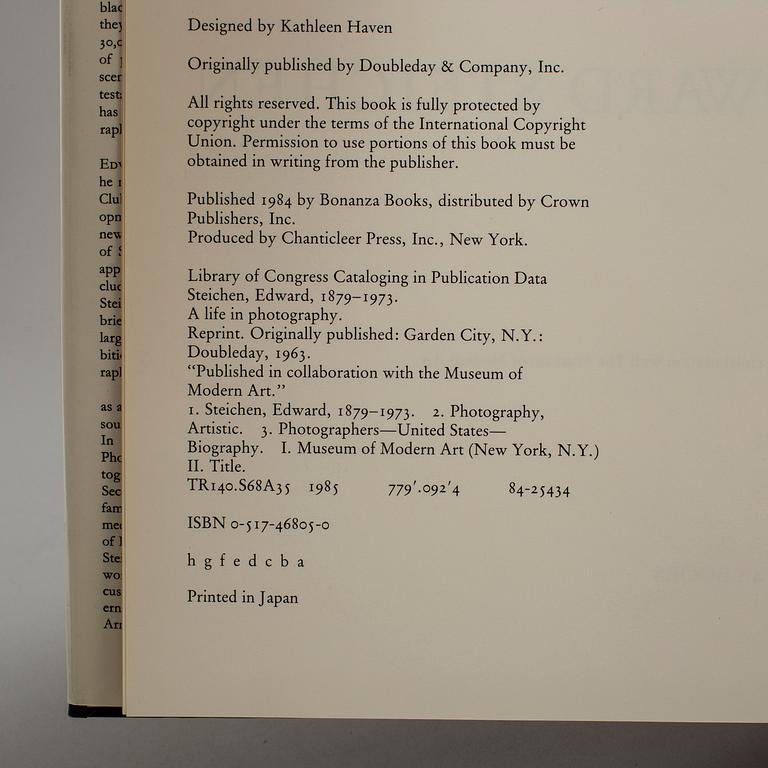 Designed by Kathleen Haven
Originally published by Doubleday & Company, Inc.
All rights reserved. This book is fully protected by
copyright under the terms of the International Copyright
Union. Permission to use portions of this book must be
obtained in writing from the publisher.
Published 1984 by Bonanza Books, distributed by Crown
Publishers, Inc.
Produced by Chanticleer Press, Inc., New York.
Library of Congress Cataloging in Publication Data
Steichen, Edward, 1879–1973.
A life in photography.
Reprint. Originally published: Garden City, N.Y.:
Doubleday, 1963.
“Published in collaboration with the Museum of
Modern Art.”
1. Steichen, Edward, 1879–1973. 2. Photography,
Artistic. 3. Photographers—United States—
Biography. I. Museum of Modern Art (New York, N.Y.)
II. Title.
TR140.S68A35 1985 779′.092′4 84-25434
ISBN 0-517-46805-0
h g f e d c b a
Printed in Japan